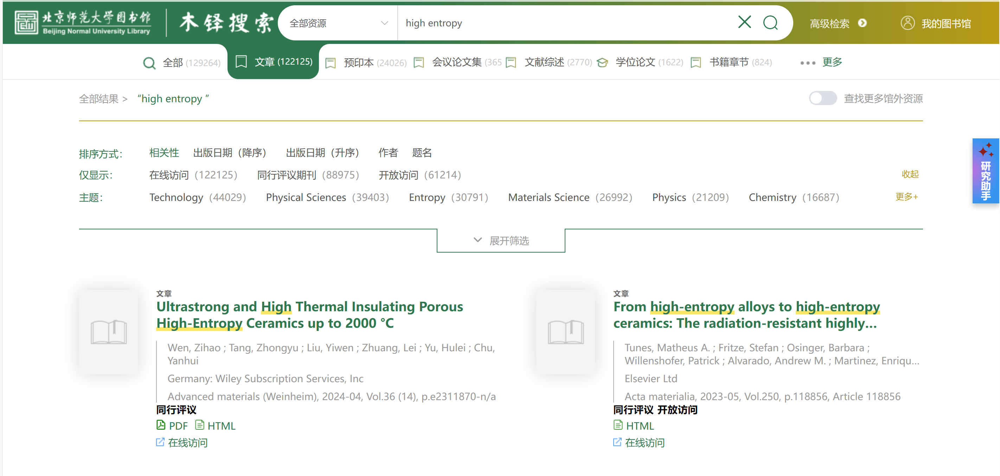 北京师范大学图书馆
Beijing Normal University Library
木铎搜索
全部资源
high entropy
高级检索
我的图书馆
全部 (129264)
文章 (122125)
预印本 (24026)
会议论文集 (365
文献综述 (2770)
学位论文 (1622)
书籍章节 (824)
更多
全部结果 > “high entropy ”
查找更多馆外资源
排序方式： 相关性 出版日期（降序） 出版日期（升序） 作者 题名
仅显示： 在线访问（122125） 同行评议期刊（88975） 开放访问（61214） 收起
主题： Technology（44029） Physical Sciences（39403） Entropy（30791） Materials Science（26992） Physics（21209） Chemistry（16687） 更多+
研究助手
展开筛选
文章
Ultrastrong and High Thermal Insulating Porous
High-Entropy Ceramics up to 2000 °C
Wen, Zihao ; Tang, Zhongyu ; Liu, Yiwen ; Zhuang, Lei ; Yu, Hulei ; Chu,
Yanhui
Germany: Wiley Subscription Services, Inc
Advanced materials (Weinheim), 2024-04, Vol.36 (14), p.e2311870-n/a
同行评议
PDF HTML
在线访问
文章
From high-entropy alloys to high-entropy
ceramics: The radiation-resistant highly...
Tunes, Matheus A. ; Fritze, Stefan ; Osinger, Barbara ;
Willenshofer, Patrick ; Alvarado, Andrew M. ; Martinez, Enriqu...
Elsevier Ltd
Acta materialia, 2023-05, Vol.250, p.118856, Article 118856
同行评议 开放访问
HTML
在线访问